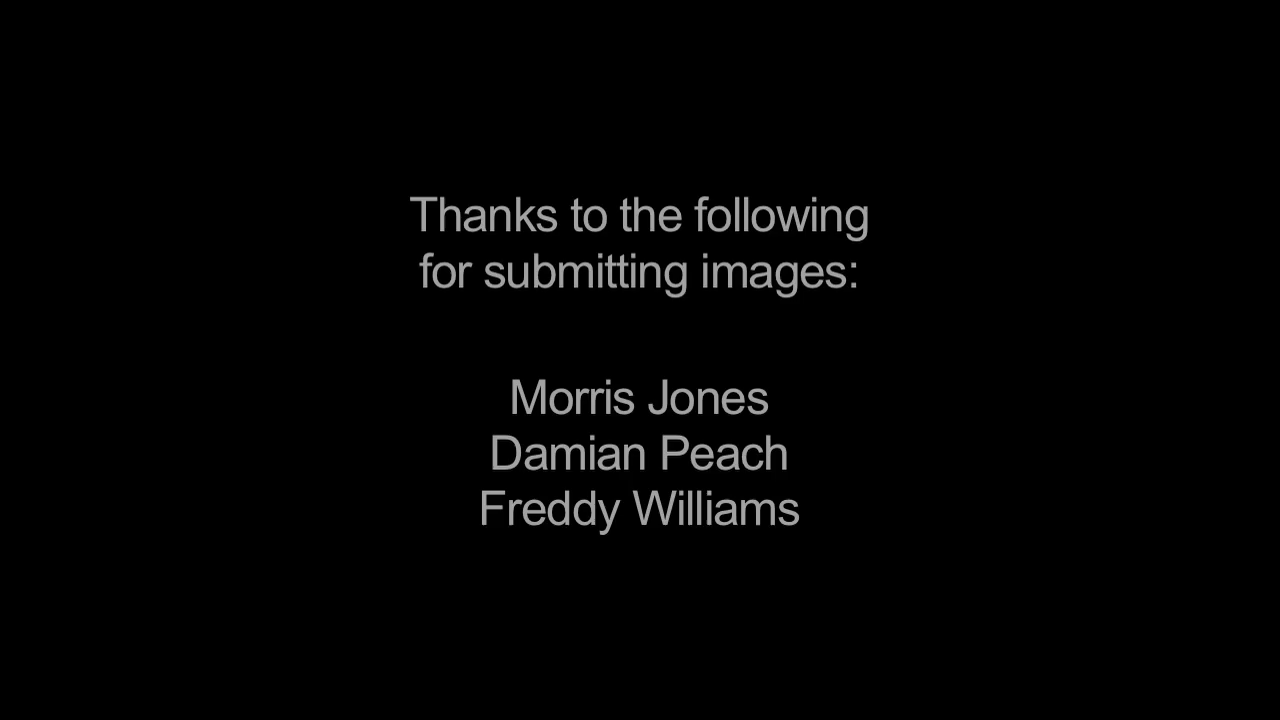 Thanks to the following
for submitting images:
Morris Jones
Damian Peach
Freddy Williams